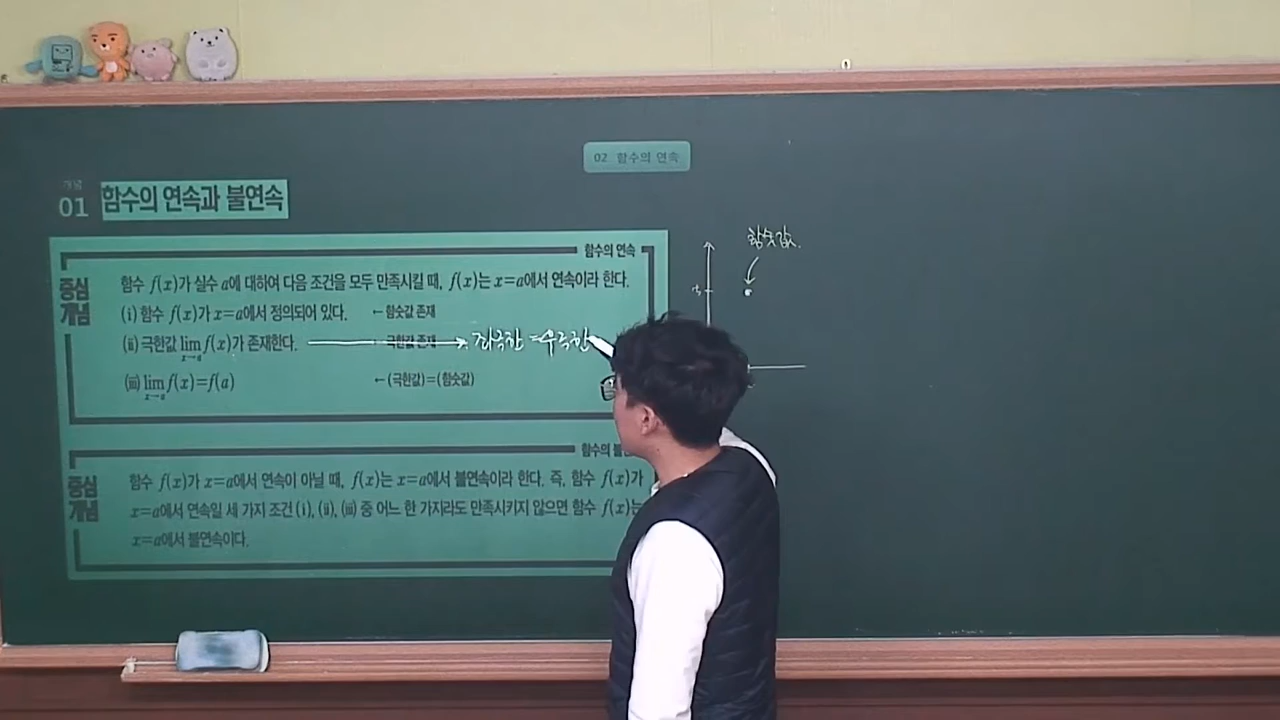 02 함수의 연속
개념
01 함수의 연속과 불연속
함수의 연속
중심
개념
함수 f(x)가 실수 a에 대하여 다음 조건을 모두 만족시킬 때, f(x)는 x=a에서 연속이라 한다.
(ⅰ) 함수 f(x)가 x=a에서 정의되어 있다. ←함숫값 존재
(ⅱ) 극한값 lim x→a f(x)가 존재한다. 극한값 존재 → 좌극한 = 우극한
(ⅲ) lim x→a f(x)=f(a) ←(극한값)=(함숫값)
함수의
중심
개념
함수 f(x)가 x=a에서 연속이 아닐 때, f(x)는 x=a에서 불연속이라 한다. 즉, 함수 f(x)가
x=a에서 연속일 세 가지 조건 (ⅰ), (ⅱ), (ⅲ) 중 어느 한 가지라도 만족시키지 않으면 함수 f(x)는
x=a에서 불연속이다.
함숫값.